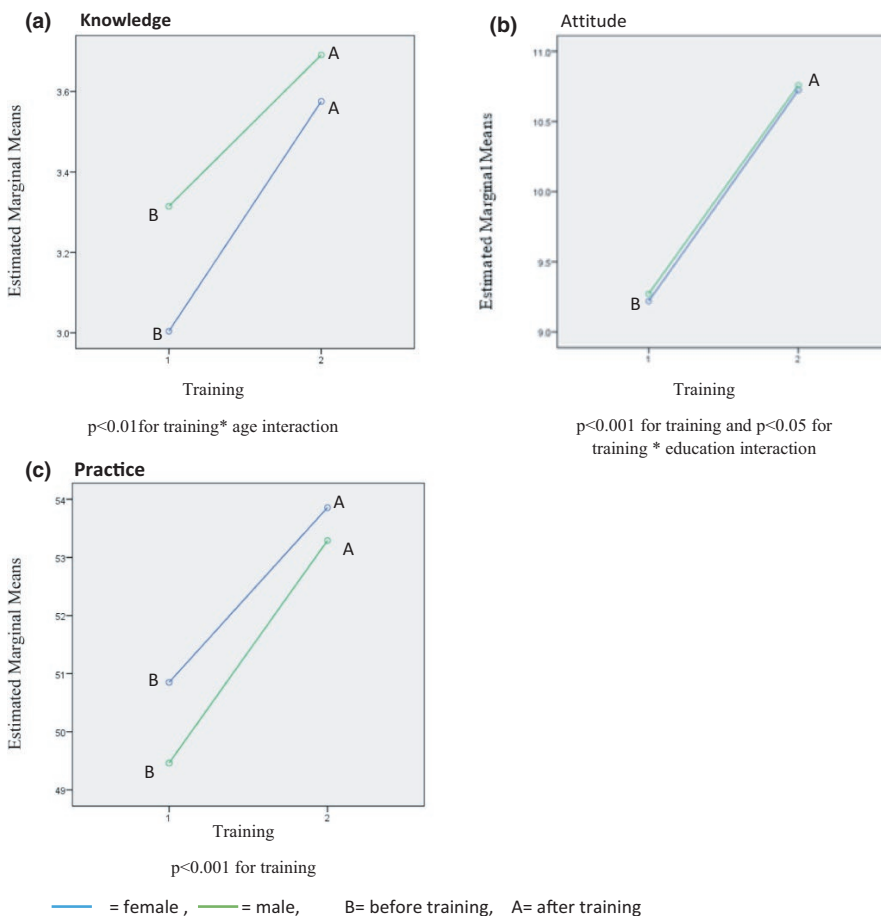 (a) Knowledge
Estimated Marginal Means
3.6
3.4
3.2
3.0
A
A
B
B
1 2
Training
p<0.01for training* age interaction
(b) Attitude
Estimated Marginal Means
11.0
10.5
10.0
9.5
9.0
A
B
1 2
Training
p<0.001 for training and p<0.05 for
training * education interaction
(c) Practice
Estimated Marginal Means
54
53
52
51
50
49
A
A
B
B
1 2
Training
p<0.001 for training
= female , = male, B= before training, A= after training